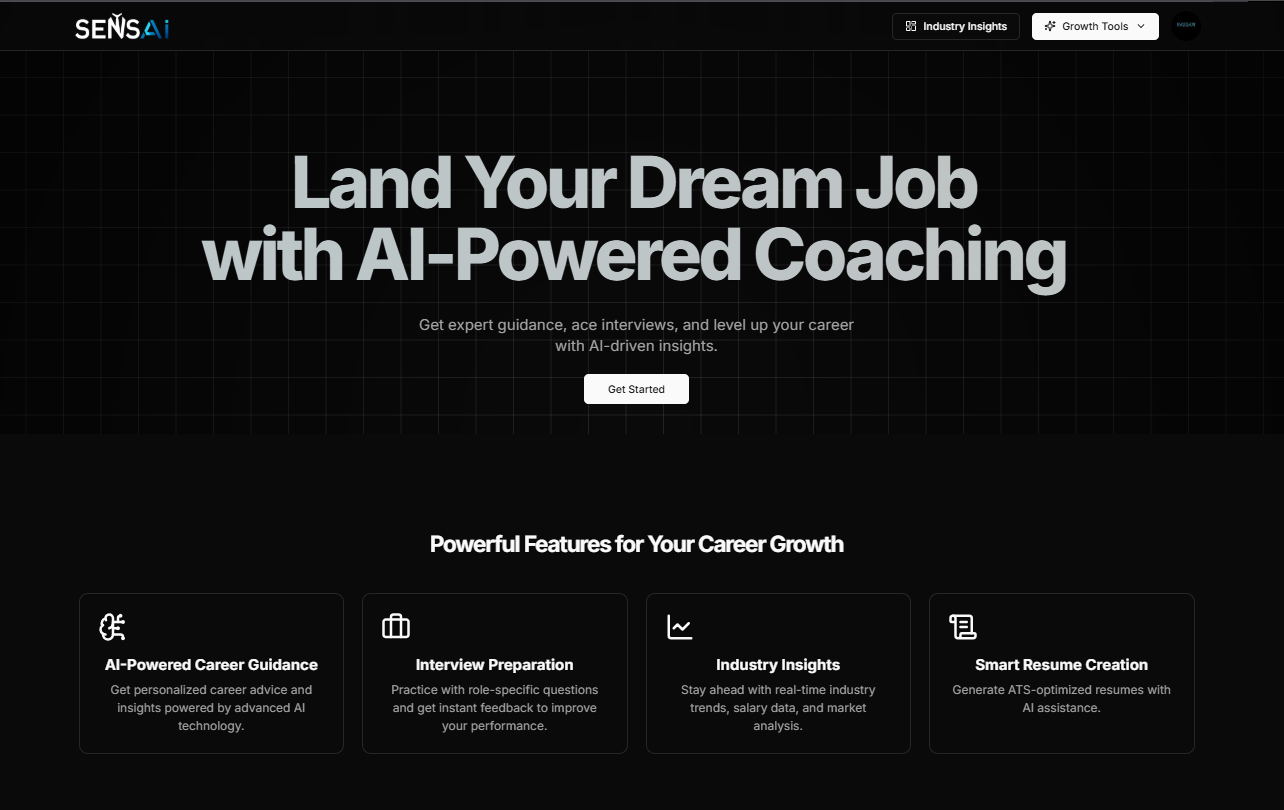 SENSAi
Industry Insights
Growth Tools
Land Your Dream Job
with AI-Powered Coaching
Get expert guidance, ace interviews, and level up your career
with AI-driven insights.
Get Started
Powerful Features for Your Career Growth
AI-Powered Career Guidance
Get personalized career advice and
insights powered by advanced AI
technology.
Interview Preparation
Practice with role-specific questions
and get instant feedback to improve
your performance.
Industry Insights
Stay ahead with real-time industry
trends, salary data, and market
analysis.
Smart Resume Creation
Generate ATS-optimized resumes with
AI assistance.